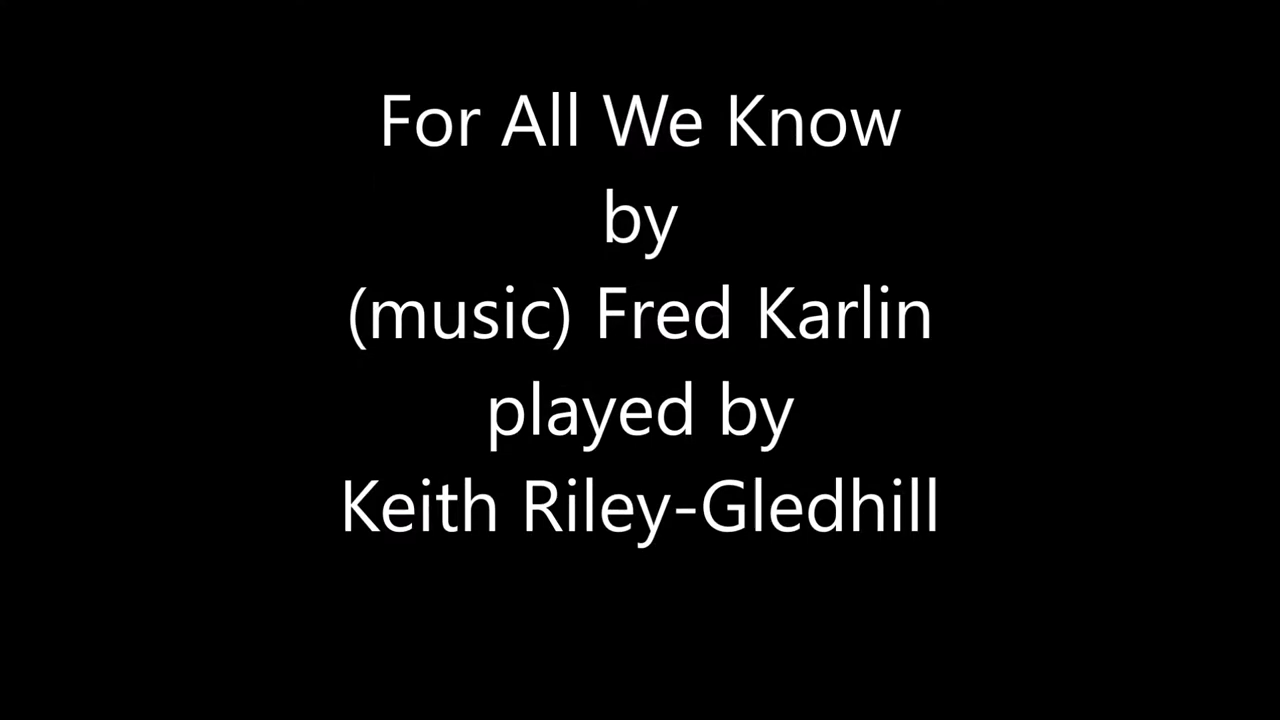 For All We Know
by
(music) Fred Karlin
played by
Keith Riley-Gledhill